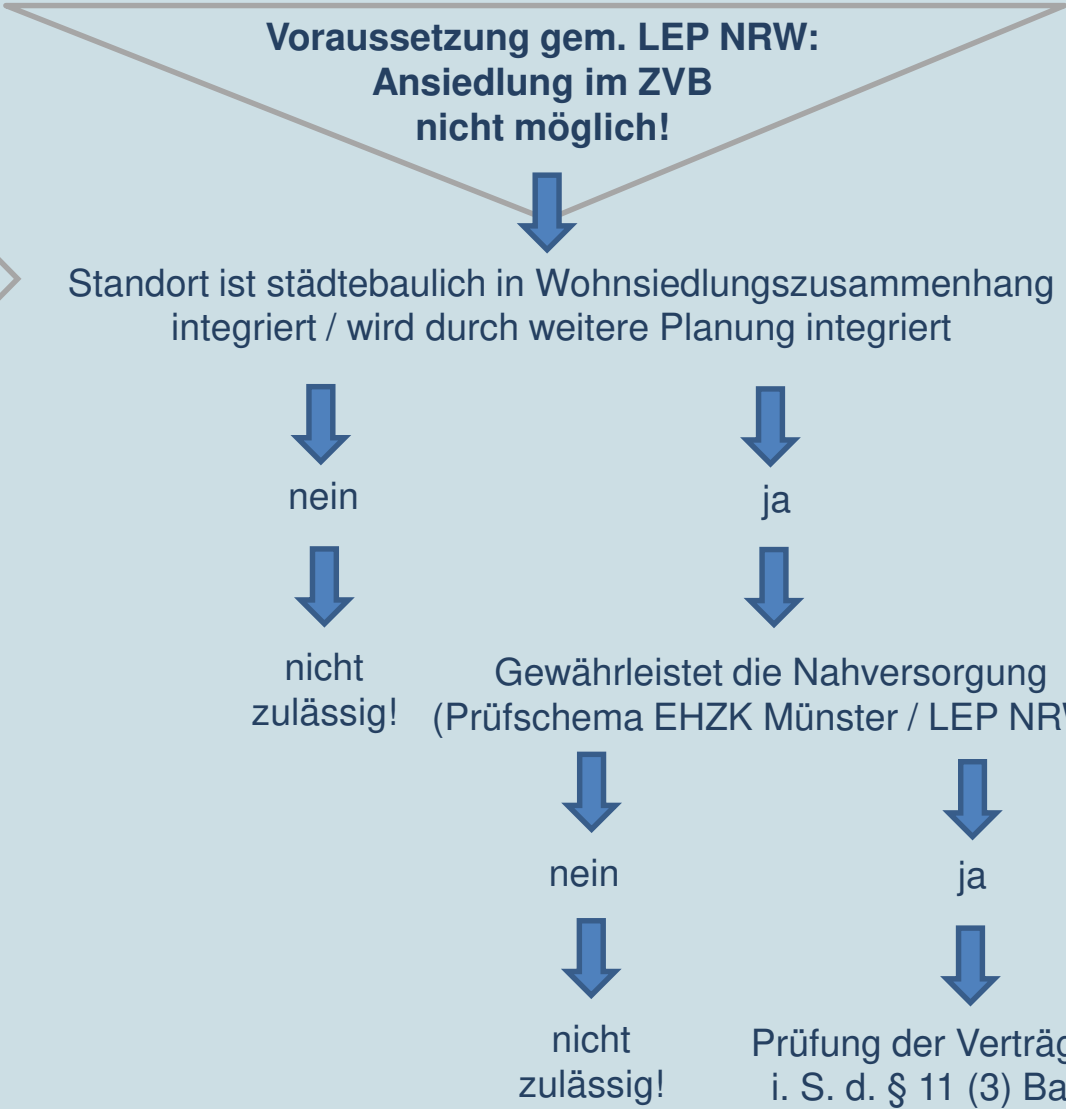 Voraussetzung gem. LEP NRW:
Ansiedlung im ZVB
nicht möglich!
Standort ist städtebaulich in Wohnsiedlungszusammenhang
integriert / wird durch weitere Planung integriert
nein
ja
nicht
zulässig!
Gewährleistet die Nahversorgung
(Prüfschema EHZK Münster / LEP NRW
nein
ja
nicht
zulässig!
Prüfung der
i. S. d. § 11 (3)